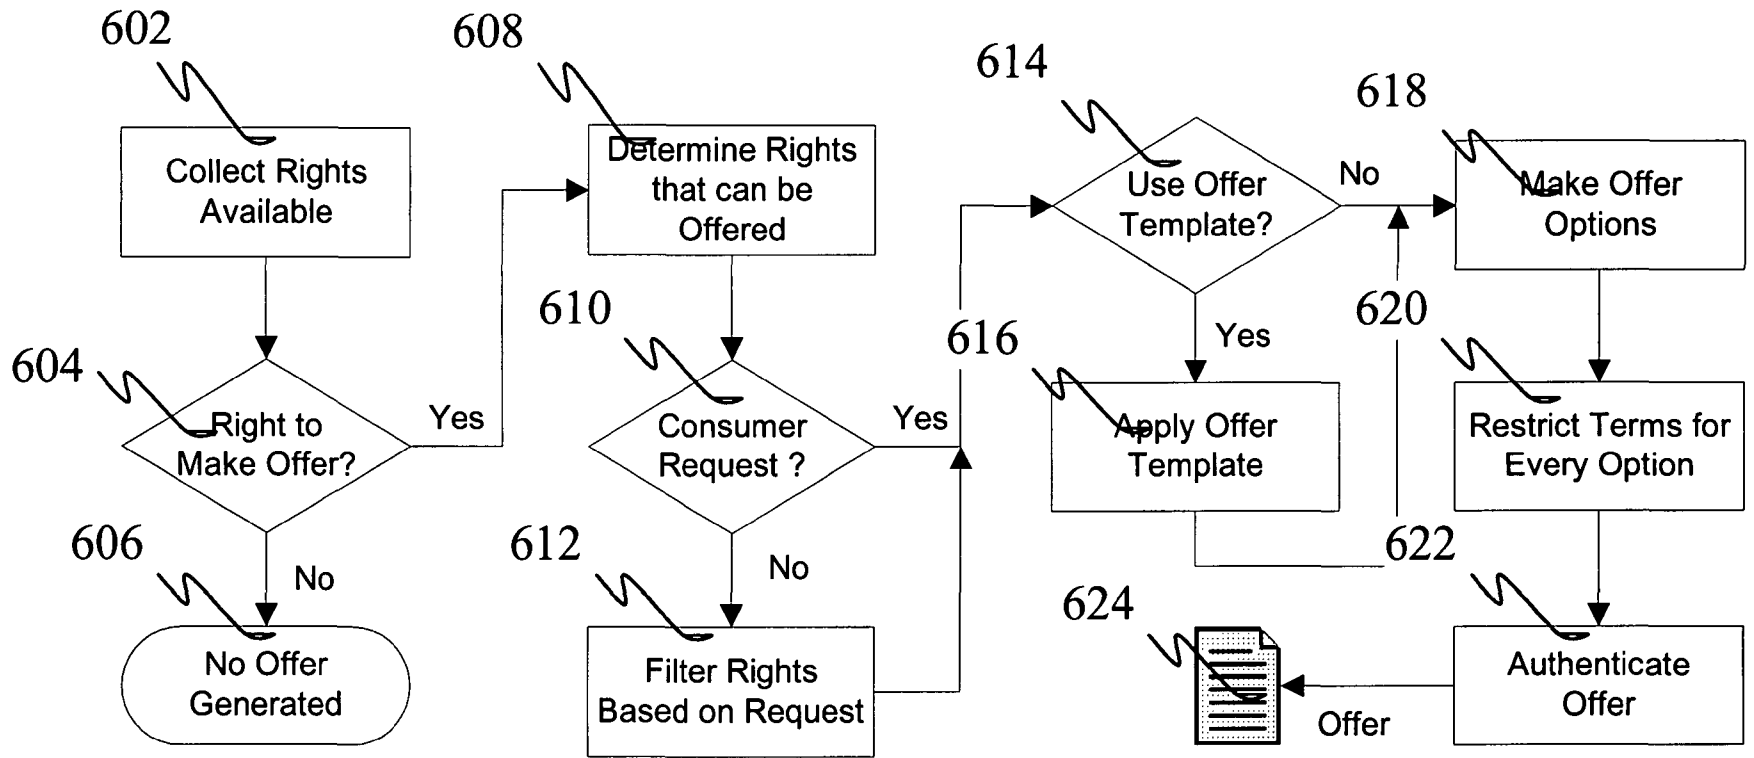 602
Collect Rights
Available
604
Right to
Make Offer?
Yes
No
606
No Offer
Generated
608
Determine Rights
that can be
Offered
610
Consumer
Request ?
Yes
No
612
Filter Rights
Based on Request
614
Use Offer
Template?
No
Yes
616
Apply Offer
Template
618
Make Offer
Options
620
Restrict Terms for
Every Option
622
Authenticate
Offer
624
Offer